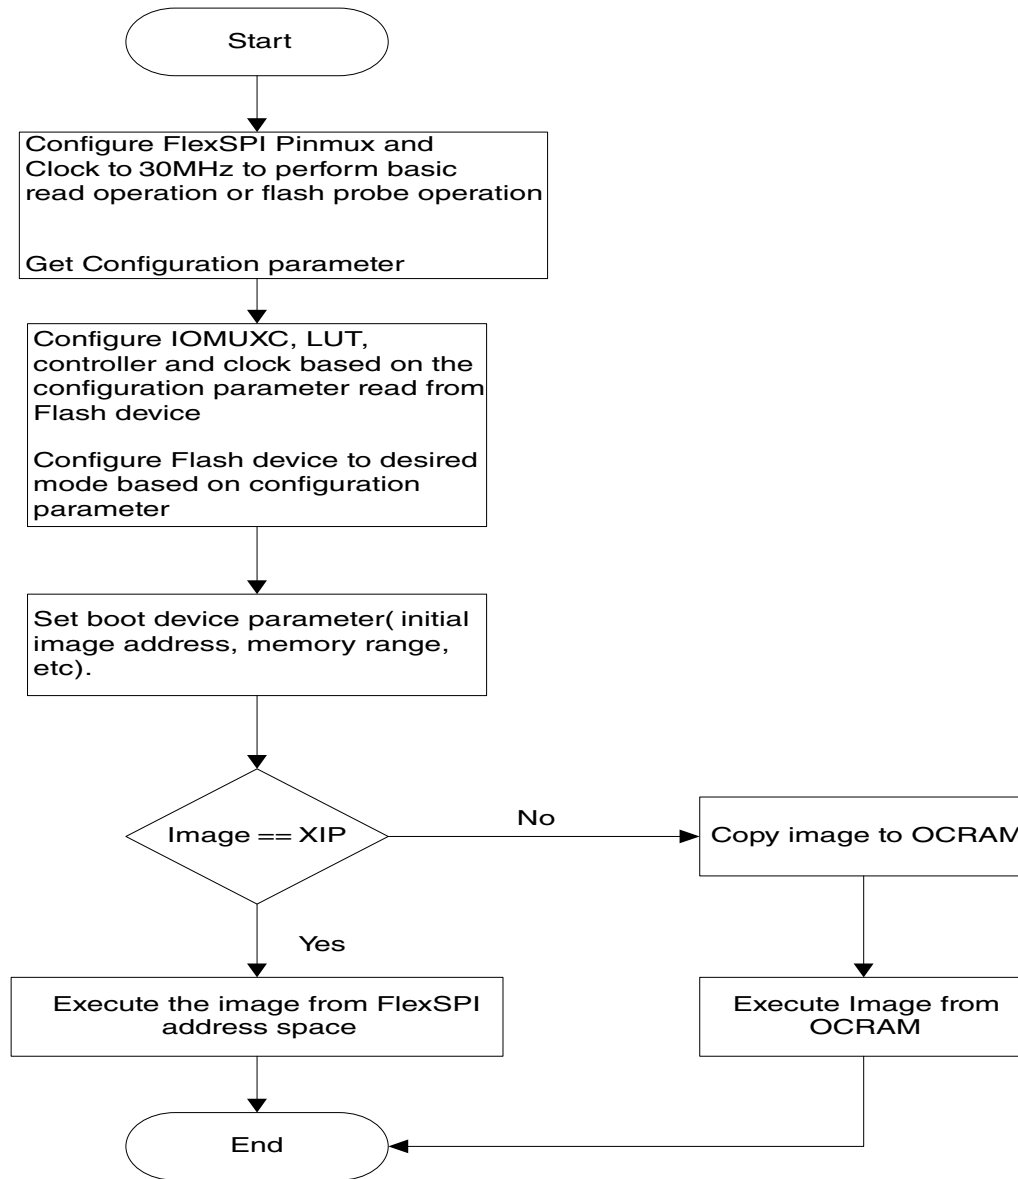 Start
Configure FlexSPI Pinmux and
Clock to 30MHz to perform basic
read operation or flash probe operation
Get Configuration parameter
Configure IOMUXC, LUT,
controller and clock based on the
configuration parameter read from
Flash device
Configure Flash device to desired
mode based on configuration
parameter
Set boot device parameter( initial
image address, memory range,
etc).
Image == XIP
No
Copy image to OCRAM
Yes
Execute the image from FlexSPI
address space
Execute Image from
OCRAM
End